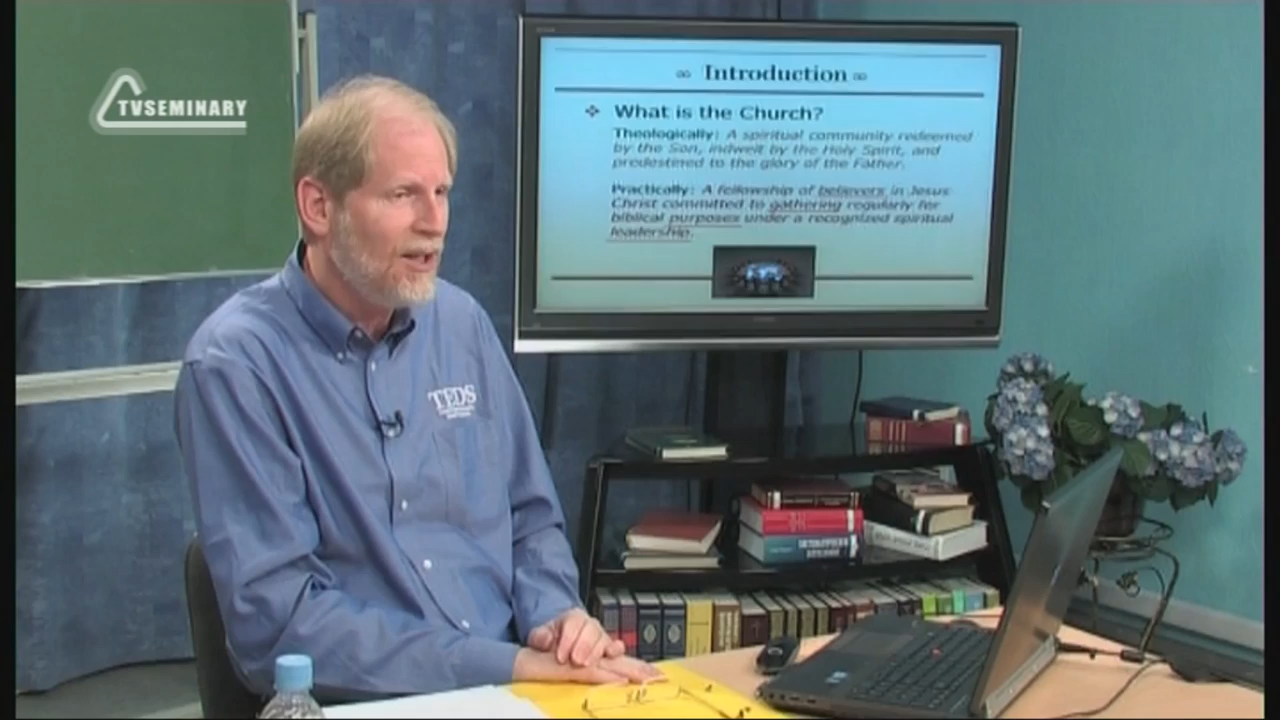 TVSEMINARY
Introduction
What is the Church?
Theologically: A spiritual community redeemed
by the Son, indwelt by the Holy Spirit, and
predestined to the glory of the Father.
Practically: A fellowship of believers in Jesus
Christ committed to gathering regularly for
biblical purposes under a recognized spiritual
leadership.
TEDS